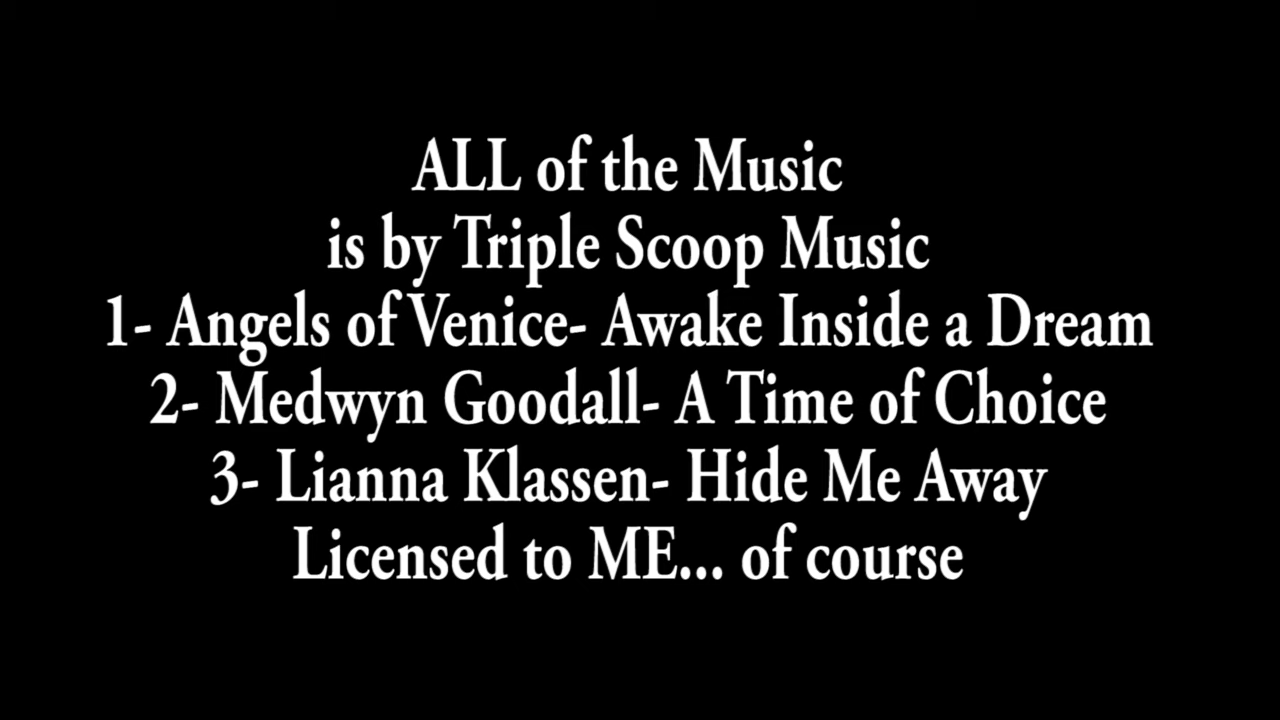 ALL of the Music
is by Triple Scoop Music
1- Angels of Venice- Awake Inside a Dream
2- Medwyn Goodall- A Time of Choice
3- Lianna Klassen- Hide Me Away
Licensed to ME... of course